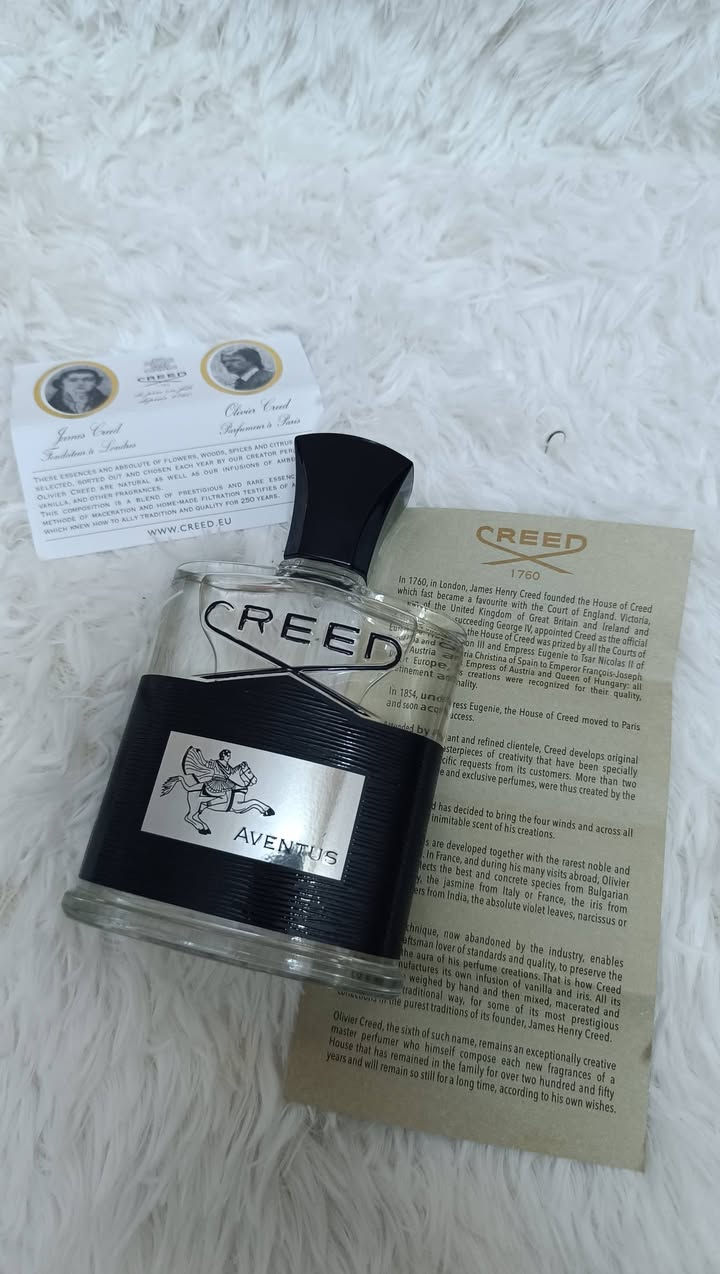 CREED
James Creed
Olivier Creed
Fondateur à Londres
Parfumeur à Paris
THESE ESSENCES AND ABSOLUTE OF FLOWERS, WOODS, SPICES AND CITRUS
SELECTED, SORTED OUT AND CHOSEN EACH YEAR BY OUR CREATOR
OLIVIER CREED ARE NATURAL AS WELL AS OUR INFUSIONS OF
VANILLA, AND OTHER FRAGRANCES.
THIS COMPOSITION IS A BLEND OF PRESTIGIOUS AND RARE
METHODS OF MACERATION AND HOME-MADE FILTRATION TESTIFIES OF
WHICH KNEW HOW TO ALLY TRADITION AND QUALITY FOR 250 YEARS.
WWW.CREED.EU
CREED
AVENTUS
CREED
1760
In 1760, in London, James Henry Creed founded the House of Creed
which fast became a favourite with the Court of England. Victoria,
of the United Kingdom of Great Britain and Ireland and
succeeding George IV, appointed Creed as the official
the House of Creed was prized by all the Courts of
III and Empress Eugenie to Tsar Nicolas II of
Austria Christina of Spain to Emperor François-Joseph
Europe, Empress of Austria and Queen of Hungary: all
creations were recognized for their quality,
In 1854,
Eugenie, the House of Creed moved to Paris
and soon
and refined clientele, Creed develops original
of creativity that have been specially
requests from its customers. More than two
and exclusive perfumes, were thus created by the
has decided to bring the four winds and across all
inimitable scent of his creations.
are developed together with the rarest noble and
In France, and during his many visits abroad, Olivier
the best and concrete species from Bulgarian
the jasmine from Italy or France, the iris from
from India, the absolute violet leaves, narcissus or
now abandoned by the industry, enables
lover of standards and quality, to preserve the
the aura of his perfume creations. That is how Creed
its own infusion of vanilla and iris. All its
weighed by hand and then mixed, macerated and
traditional way, for some of its most prestigious
in the purest traditions of its founder, James Henry Creed.
Olivier Creed, the sixth of such name, remains an exceptionally creative
master perfumer who himself compose each new fragrances of a
House that has remained in the family for over two hundred and fifty
years and will remain so still for a long time, according to his own wishes.